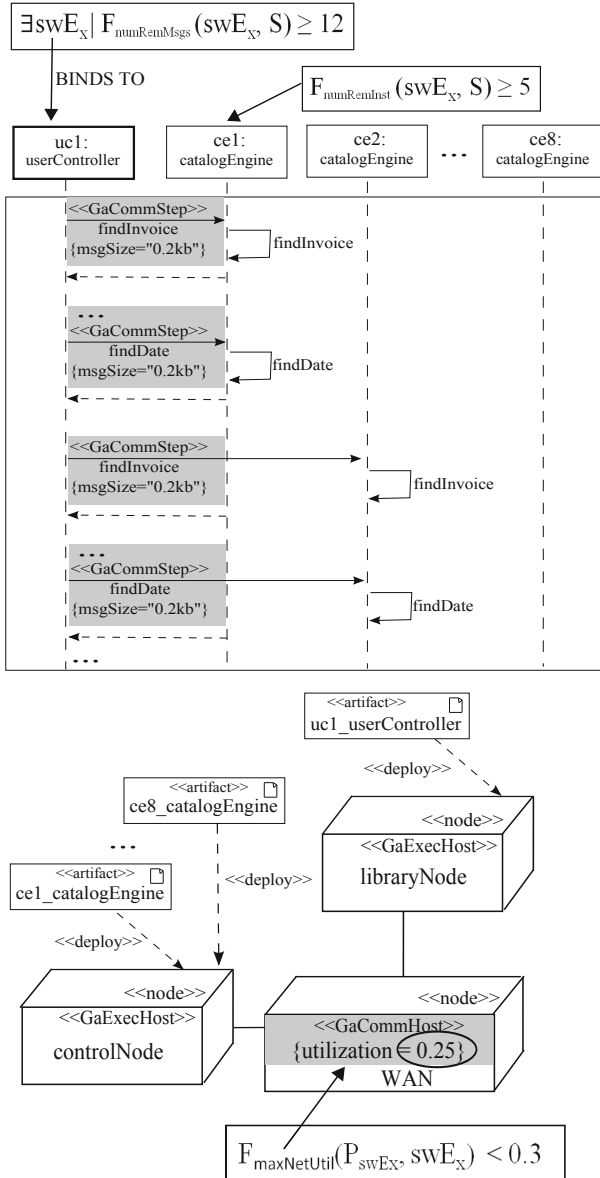 ∃swEx| FnumRemMsgs(swEx, S) ≥ 12
BINDS TO
FnumRemInst(swEx, S) ≥ 5
uc1:
userController
ce1:
catalogEngine
ce2:
catalogEngine
...
ce8:
catalogEngine
<<GaCommStep>>
findInvoice
{msgSize="0.2kb"}
findInvoice
...
<<GaCommStep>>
findDate
{msgSize="0.2kb"}
findDate
<<GaCommStep>>
findInvoice
{msgSize="0.2kb"}
findInvoice
...
<<GaCommStep>>
findDate
{msgSize="0.2kb"}
findDate
...
<<artifact>>
uc1_userController
<<deploy>>
<<artifact>>
ce8_catalogEngine
<<deploy>>
...
<<artifact>>
ce1_catalogEngine
<<deploy>>
<<node>>
<<GaExecHost>>
libraryNode
<<node>>
<<GaExecHost>>
controlNode
<<node>>
<<GaCommHost>>
{utilization = 0.25}
WAN
FmaxNetUtil(PswEx, swEx) < 0.3